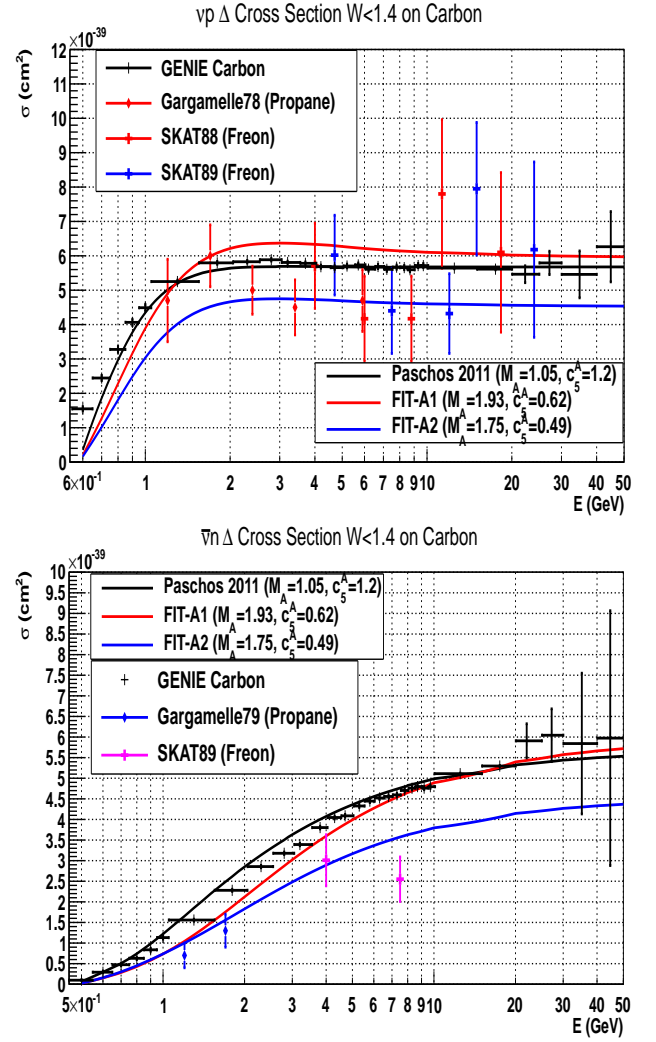 νp Δ Cross Section W<1.4 on Carbon
×10⁻³⁹
σ (cm²)
12
11
10
9
8
7
6
5
4
3
2
1
0
GENIE Carbon
Gargamelle78 (Propane)
SKAT88 (Freon)
SKAT89 (Freon)
Paschos 2011 (M_A=1.05, c_5^A=1.2)
FIT-A1 (M_A=1.93, c_5^A=0.62)
FIT-A2 (M_A=1.75, c_5^A=0.49)
6×10⁻¹ 1 2 3 4 5 6 7 8 9 10 20 30 40 50
E (GeV)
ν̄n Δ Cross Section W<1.4 on Carbon
×10⁻³⁹
σ (cm²)
10
9.5
9
8.5
8
7.5
7
6.5
6
5.5
5
4.5
4
3.5
3
2.5
2
1.5
1
0.5
0
Paschos 2011 (M_A=1.05, c_5^A=1.2)
FIT-A1 (M_A=1.93, c_5^A=0.62)
FIT-A2 (M_A=1.75, c_5^A=0.49)
GENIE Carbon
Gargamelle79 (Propane)
SKAT89 (Freon)
5×10⁻¹ 1 2 3 4 5 6 7 8 9 10 20 30 40 50
E (GeV)